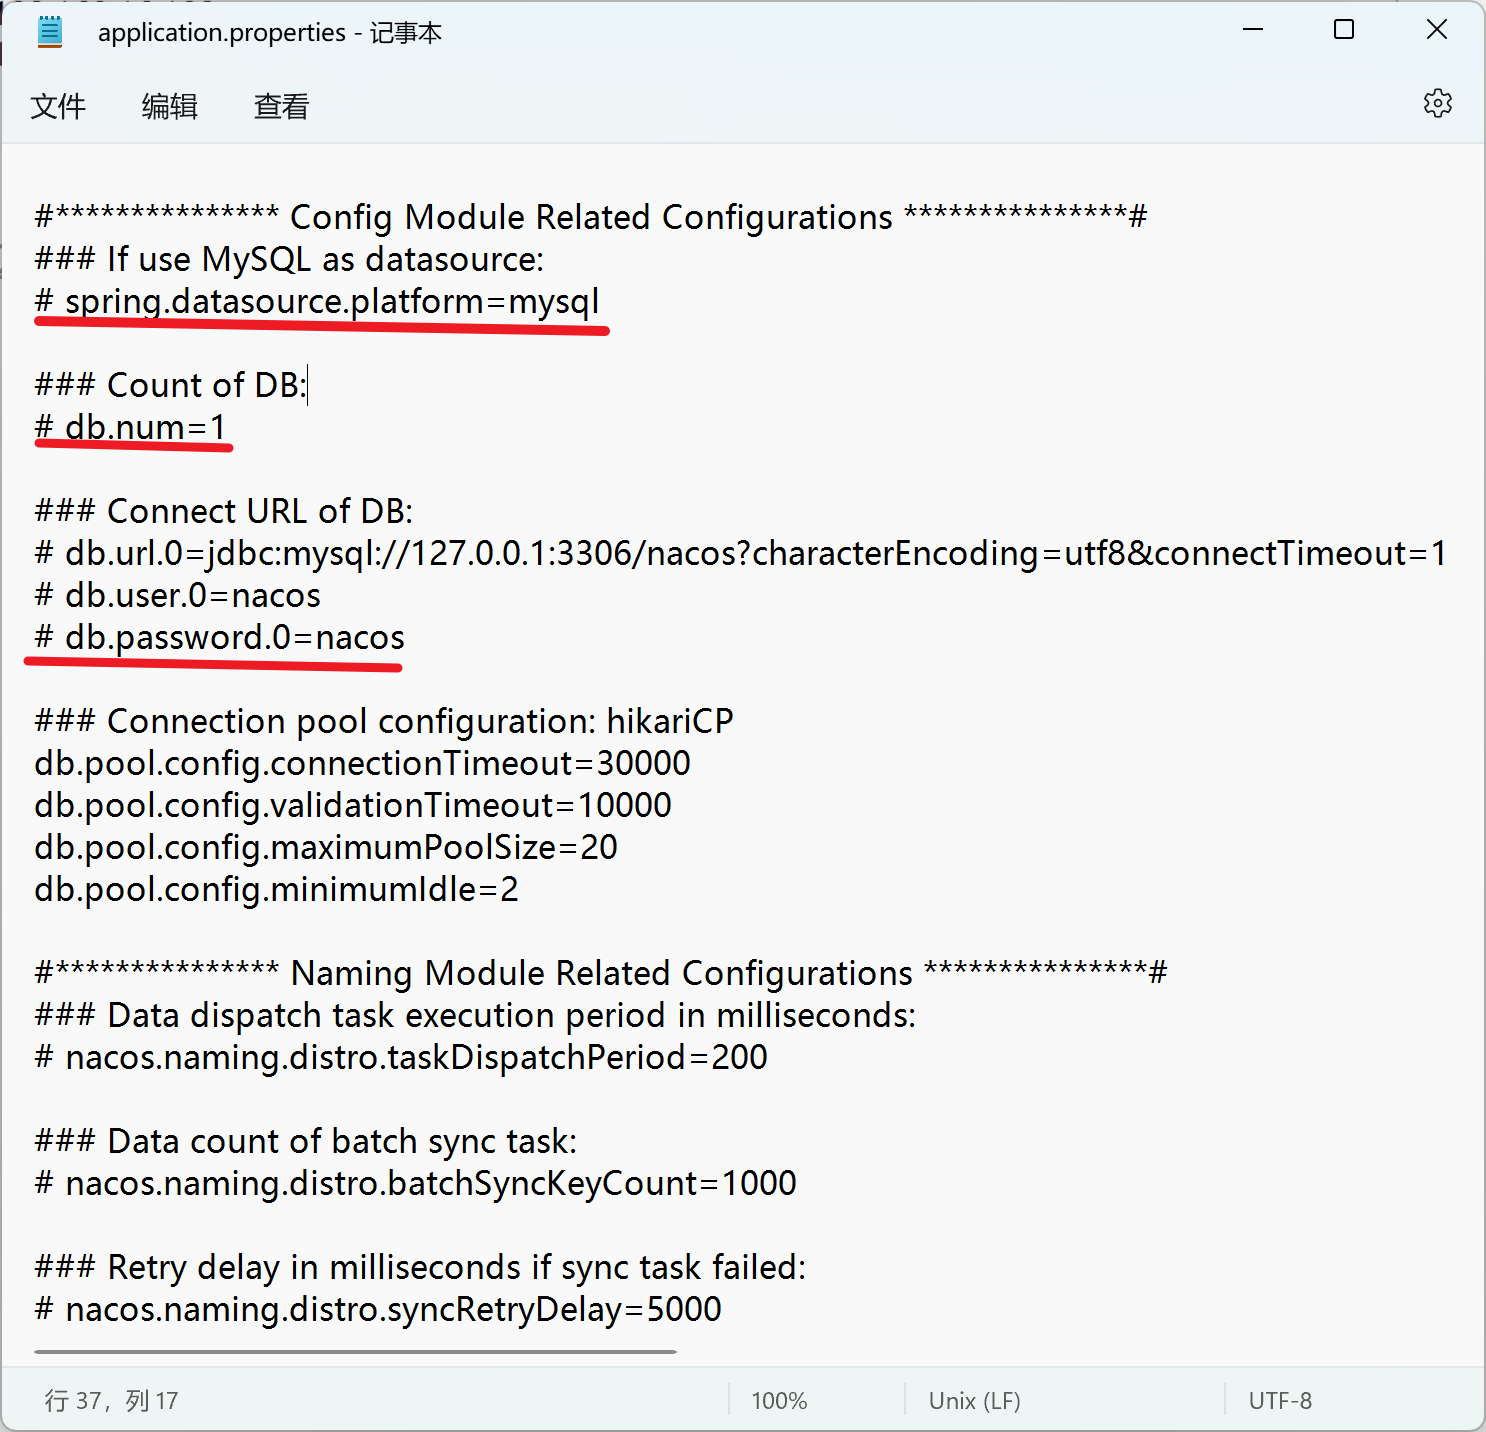 application.properties - 记事本
文件 编辑 查看
#*************** Config Module Related Configurations ***************#
### If use MySQL as datasource:
# spring.datasource.platform=mysql
### Count of DB:
# db.num=1
### Connect URL of DB:
# db.url.0=jdbc:mysql://127.0.0.1:3306/nacos?characterEncoding=utf8&connectTimeout=1
# db.user.0=nacos
# db.password.0=nacos
### Connection pool configuration: hikariCP
db.pool.config.connectionTimeout=30000
db.pool.config.validationTimeout=10000
db.pool.config.maximumPoolSize=20
db.pool.config.minimumIdle=2
#*************** Naming Module Related Configurations ***************#
### Data dispatch task execution period in milliseconds:
# nacos.naming.distro.taskDispatchPeriod=200
### Data count of batch sync task:
# nacos.naming.distro.batchSyncKeyCount=1000
### Retry delay in milliseconds if sync task failed:
# nacos.naming.distro.syncRetryDelay=5000
行 37，列 17 100% Unix (LF) UTF-8